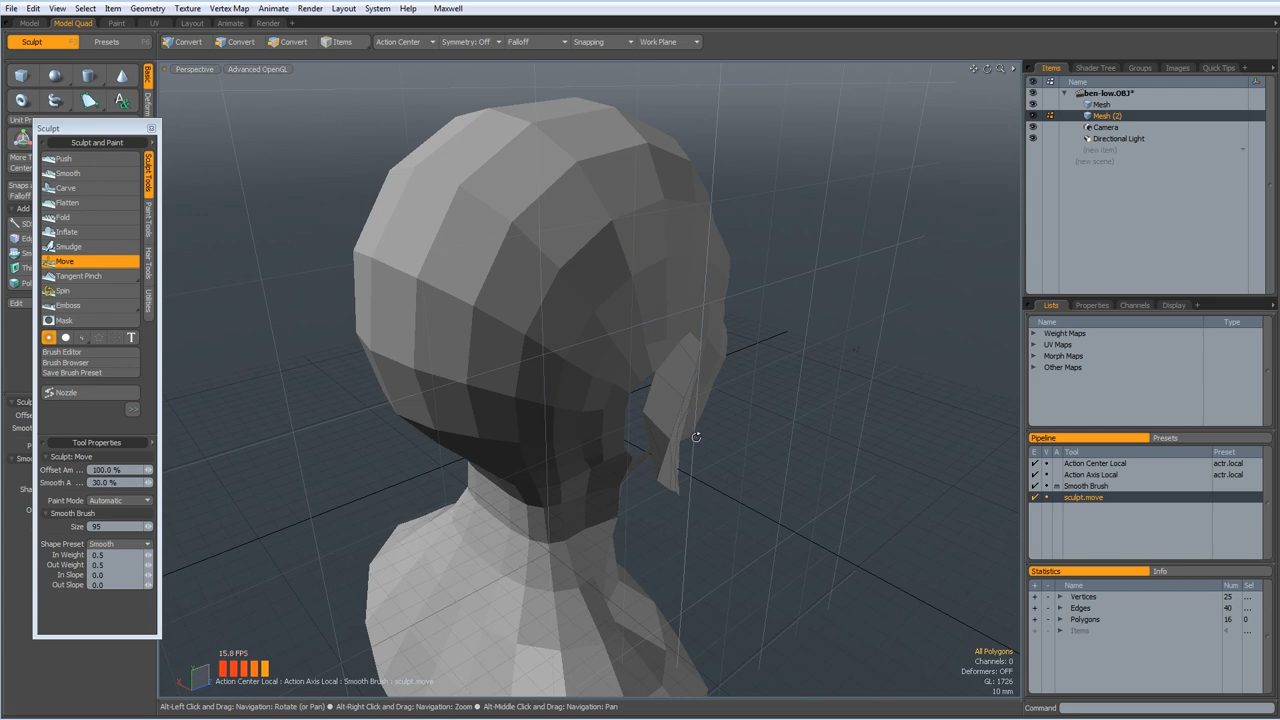 File Edit View Select Item Geometry Texture Vertex Map Animate Render Layout System Help Maxwell
Model Model Quad Paint UV Layout Animate Render +
Sculpt Presets Convert Convert Convert Items Action Center Symmetry: Off Falloff Snapping Work Plane
Perspective Advanced OpenGL
Basic
Deform
Sculpt
Sculpt and Paint
Push
Smooth
Carve
Flatten
Fold
Inflate
Smudge
Move
Tangent Pinch
Spin
Emboss
Mask
Sculpt Tools
Paint Tools
Hair Tools
Utilities
T
Brush Editor
Brush Browser
Save Brush Preset
Nozzle
>>
Tool Properties
Sculpt: Move
Offset Am ... 100.0 %
Smooth A ... 30.0 %
Paint Mode Automatic
Smooth Brush
Size 95
Shape Preset Smooth
In Weight 0.5
Out Weight 0.5
In Slope 0.0
Out Slope 0.0
15.8 FPS
Action Center Local : Action Axis Local : Smooth Brush : sculpt.move
All Polygons
Channels: 0
Deformers: OFF
GL: 1726
10 mm
Alt-Left Click and Drag: Navigation: Rotate (or Pan) ● Alt-Right Click and Drag: Navigation: Zoom ● Alt-Middle Click and Drag: Navigation: Pan
Items Shader Tree Groups Images Quick Tips +
Name
ben-low.OBJ*
Mesh
Mesh (2)
Camera
Directional Light
(new item)
(new scene)
Lists Properties Channels Display +
Name Type
Weight Maps
UV Maps
Morph Maps
Other Maps
Pipeline Presets
E V A Tool Preset
Action Center Local actr.local
Action Axis Local actr.local
m Smooth Brush
sculpt.move
Statistics Info
Name Num Sel
+ - Vertices 25 ...
+ - Edges 40 ...
+ - Polygons 16 0
+ - Items ...
Command